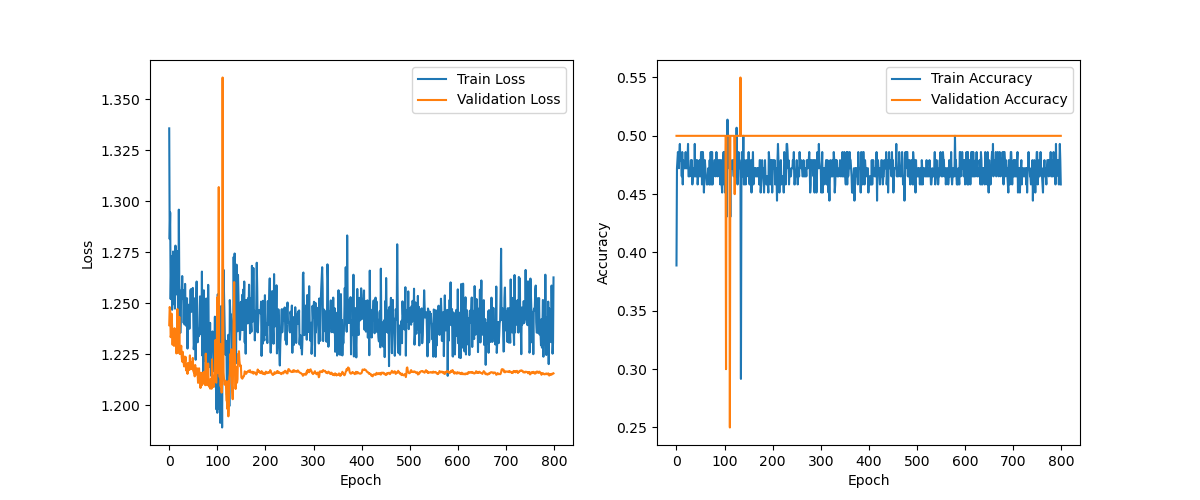 Train Loss
Validation Loss
1.350
1.325
1.300
1.275
1.250
1.225
1.200
Loss
0 100 200 300 400 500 600 700 800
Epoch
Train Accuracy
Validation Accuracy
0.55
0.50
0.45
0.40
0.35
0.30
0.25
Accuracy
0 100 200 300 400 500 600 700 800
Epoch